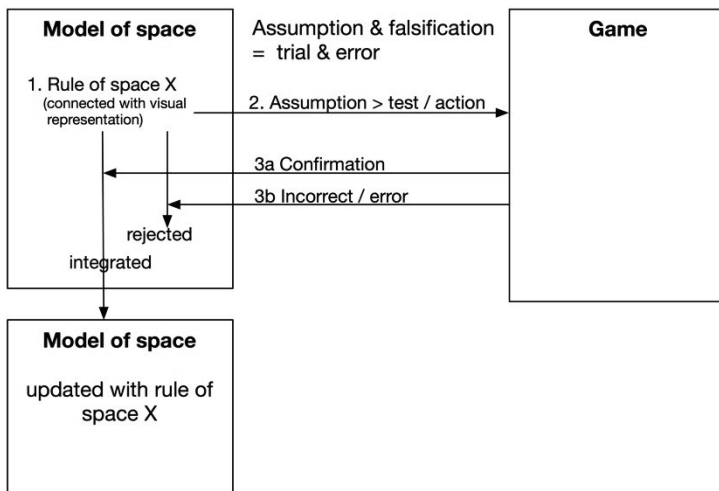 Model of space
Assumption & falsification
= trial & error
Game
1. Rule of space X
(connected with visual
representation)
2. Assumption > test / action
3a Confirmation
3b Incorrect / error
rejected
integrated
Model of space
updated with rule of
space X